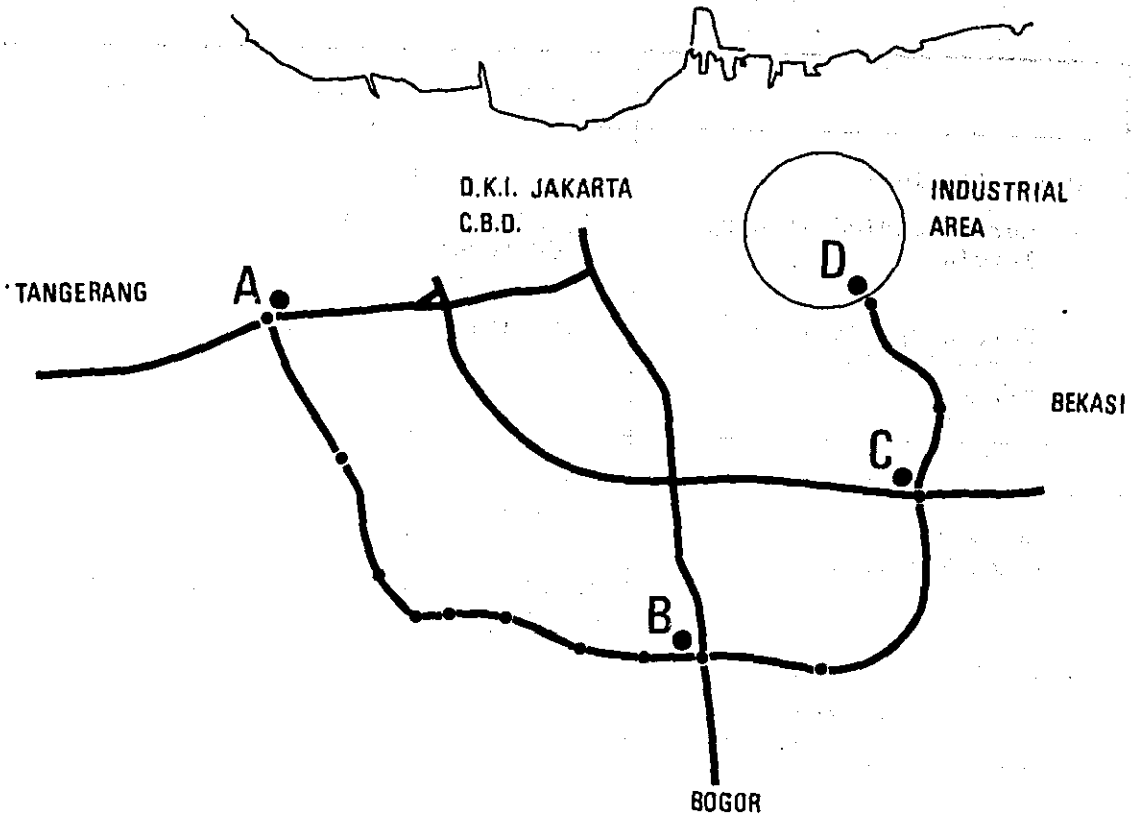 D.K.I. JAKARTA
C.B.D.
INDUSTRIAL
AREA
D
A
TANGERANG
BEKASI
C
B
BOGOR